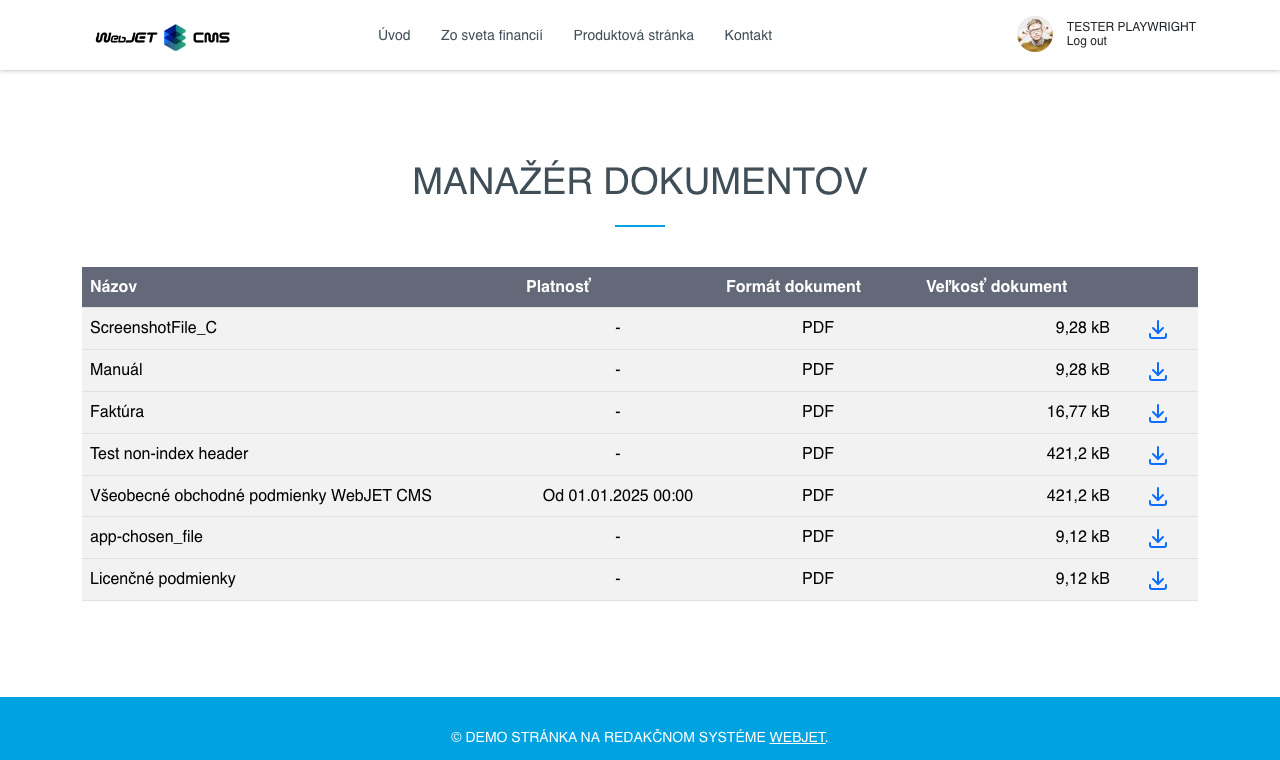 WebJET CMS
Úvod
Zo sveta financií
Produktová stránka
Kontakt
TESTER PLAYWRIGHT
Log out
MANAŽÉR DOKUMENTOV
Názov Platnosť Formát dokument Veľkosť dokument
ScreenshotFile_C - PDF 9,28 kB
Manuál - PDF 9,28 kB
Faktúra - PDF 16,77 kB
Test non-index header - PDF 421,2 kB
Všeobecné obchodné podmienky WebJET CMS Od 01.01.2025 00:00 PDF 421,2 kB
app-chosen_file - PDF 9,12 kB
Licenčné podmienky - PDF 9,12 kB
© DEMO STRÁNKA NA REDAKČNOM SYSTÉME WEBJET.